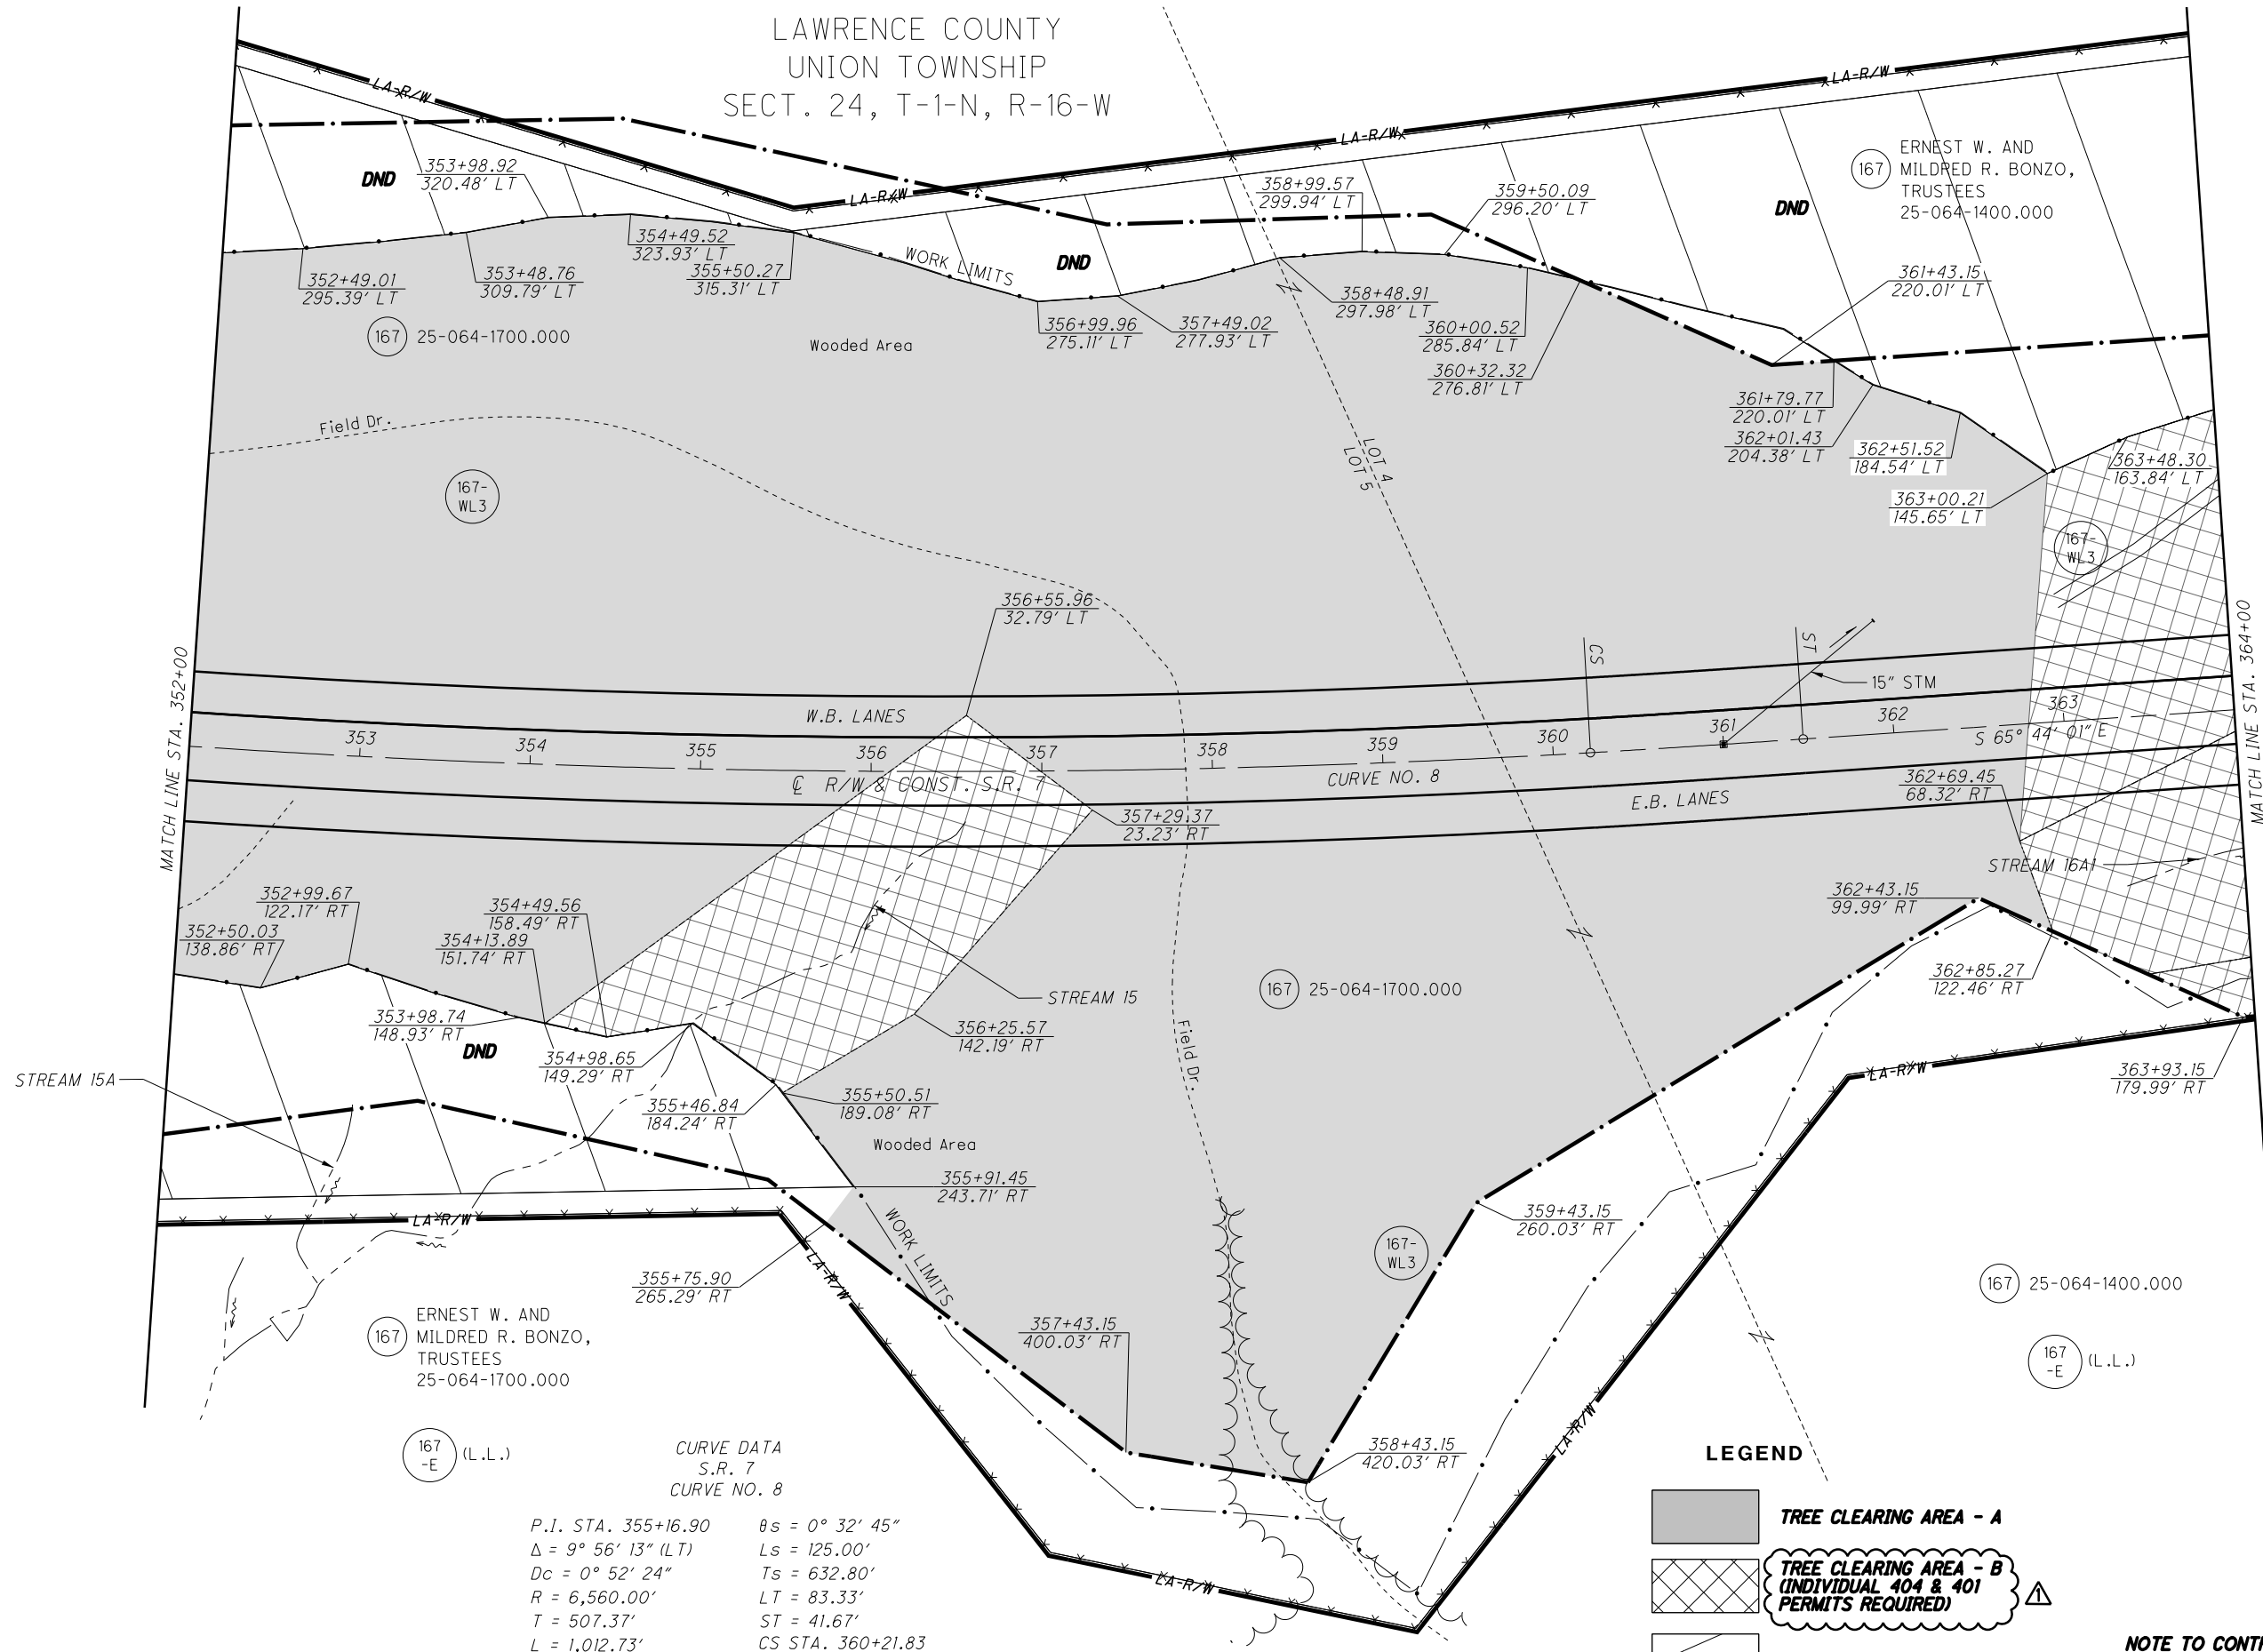 LAWRENCE COUNTY
UNION TOWNSHIP
SECT. 24, T-1-N, R-16-W
LA-R/W
LA-R/W
LA-R/W
LA-R/W
ERNEST W. AND
MILDRED R. BONZO,
TRUSTEES
25-064-1400.000
167
DND
DND
DND
353+98.92
320.48' LT
358+99.57
299.94' LT
359+50.09
296.20' LT
354+49.52
323.93' LT
352+49.01
295.39' LT
353+48.76
309.79' LT
355+50.27
315.31' LT
WORK LIMITS
361+43.15
220.01' LT
358+48.91
297.98' LT
356+99.96
275.11' LT
357+49.02
277.93' LT
360+00.52
285.84' LT
360+32.32
276.81' LT
167 25-064-1700.000
Wooded Area
361+79.77
220.01' LT
362+01.43
204.38' LT
362+51.52
184.54' LT
363+48.30
163.84' LT
363+00.21
145.65' LT
Field Dr.
LOT 4
LOT 5
167-
WL3
167-
WL3
356+55.96
32.79' LT
MATCH LINE STA. 352+00
MATCH LINE STA. 364+00
CS
ST
15" STM
W.B. LANES
353
354
355
356
357
358
359
360
361
362
363
S 65° 44' 01" E
℄ R/W & CONST. S.R. 7
CURVE NO. 8
E.B. LANES
362+69.45
68.32' RT
357+29.37
23.23' RT
STREAM 16A1
352+99.67
122.17' RT
354+49.56
158.49' RT
362+43.15
99.99' RT
352+50.03
138.86' RT
354+13.89
151.74' RT
362+85.27
122.46' RT
STREAM 15
167 25-064-1700.000
353+98.74
148.93' RT
DND
356+25.57
142.19' RT
354+98.65
149.29' RT
Field Dr.
STREAM 15A
355+46.84
184.24' RT
355+50.51
189.08' RT
LA-R/W
363+93.15
179.99' RT
Wooded Area
355+91.45
243.71' RT
LA-R/W
WORK LIMITS
359+43.15
260.03' RT
167-
WL3
LA-R/W
355+75.90
265.29' RT
167 25-064-1400.000
ERNEST W. AND
MILDRED R. BONZO,
TRUSTEES
25-064-1700.000
167
357+43.15
400.03' RT
167
-E
(L.L.)
LA-R/W
358+43.15
420.03' RT
167
-E
(L.L.)
LA-R/W
CURVE DATA
S.R. 7
CURVE NO. 8
P.I. STA. 355+16.90
Δ = 9° 56' 13" (LT)
Dc = 0° 52' 24"
R = 6,560.00'
T = 507.37'
L = 1,012.73'
θs = 0° 32' 45"
Ls = 125.00'
Ts = 632.80'
LT = 83.33'
ST = 41.67'
CS STA. 360+21.83
LEGEND
TREE CLEARING AREA - A
TREE CLEARING AREA - B
(INDIVIDUAL 404 & 401
PERMITS REQUIRED)
1
NOTE TO CONT